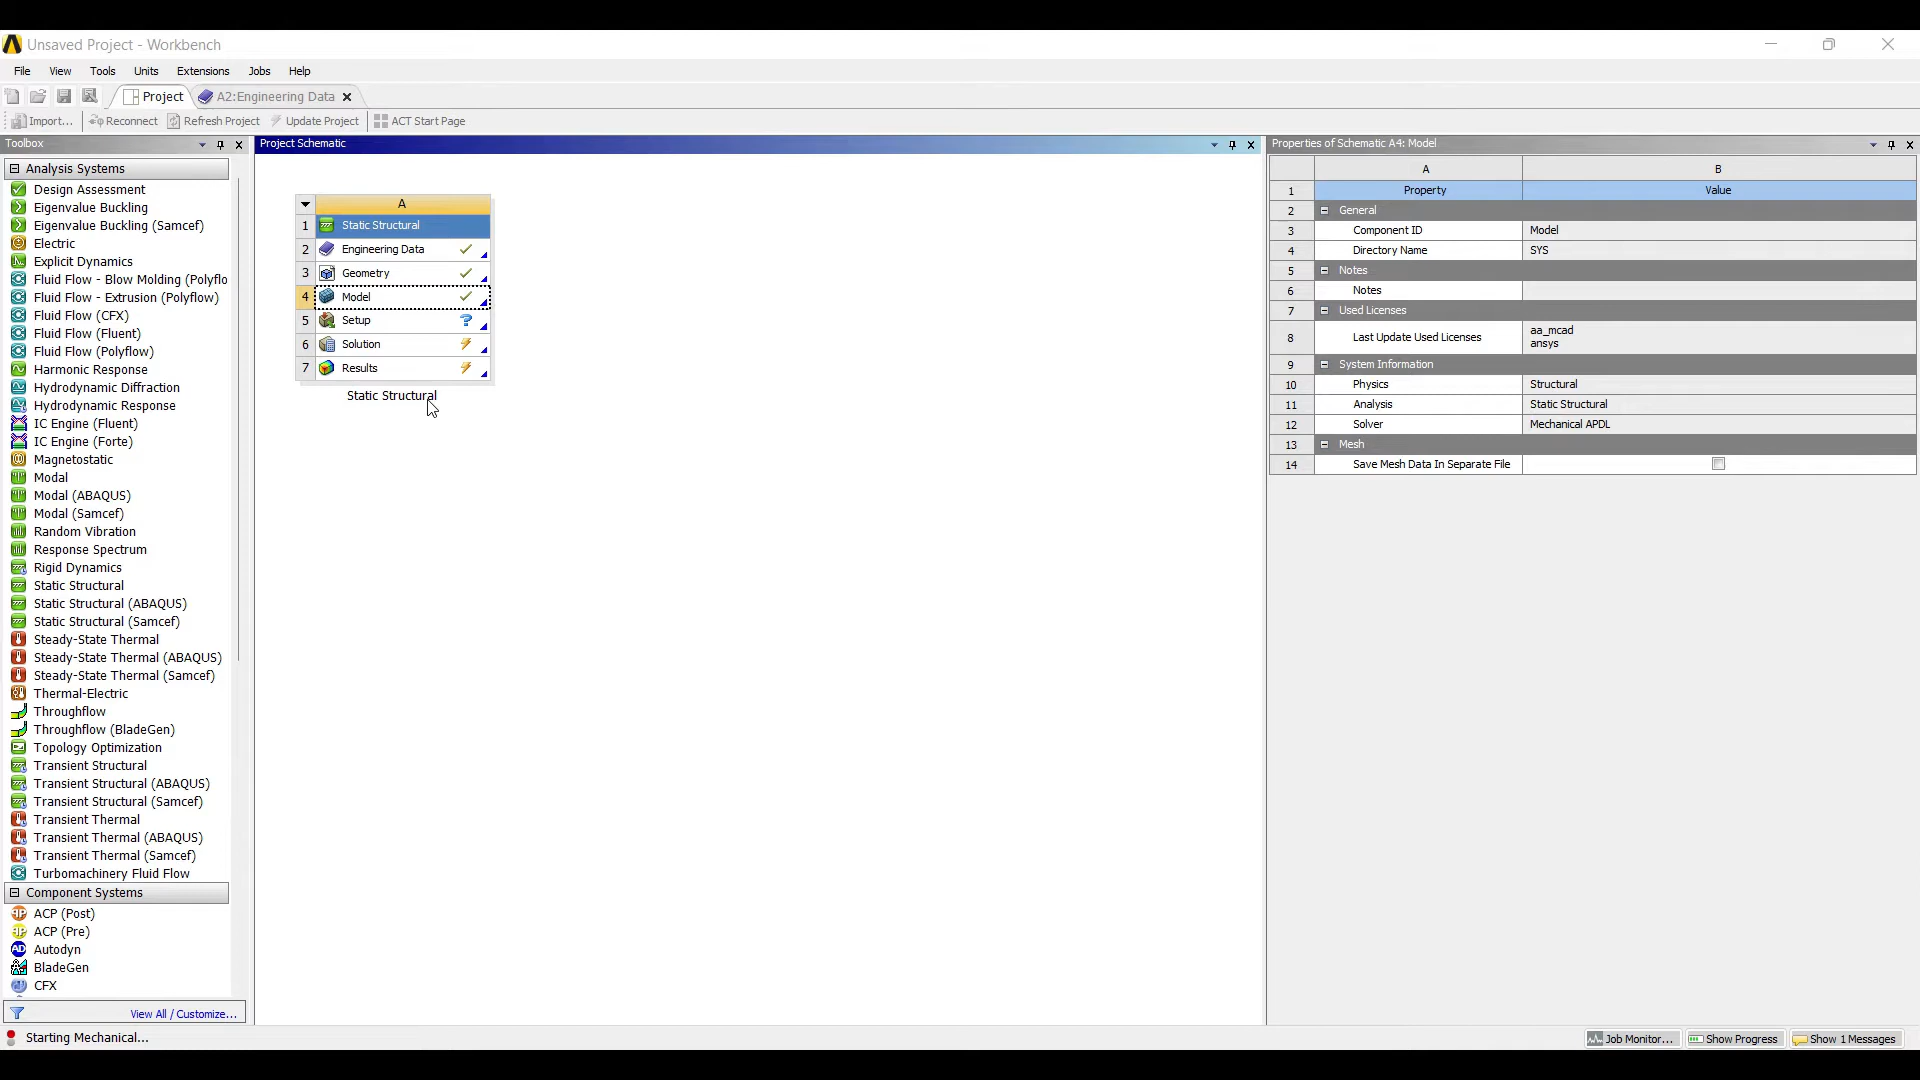 Unsaved Project - Workbench
File View Tools Units Extensions Jobs Help
Project A2:Engineering Data
Import... Reconnect Refresh Project Update Project ACT Start Page
Toolbox
Analysis Systems
Design Assessment
Eigenvalue Buckling
Eigenvalue Buckling (Samcef)
Electric
Explicit Dynamics
Fluid Flow - Blow Molding (Polyflo
Fluid Flow - Extrusion (Polyflow)
Fluid Flow (CFX)
Fluid Flow (Fluent)
Fluid Flow (Polyflow)
Harmonic Response
Hydrodynamic Diffraction
Hydrodynamic Response
IC Engine (Fluent)
IC Engine (Forte)
Magnetostatic
Modal
Modal (ABAQUS)
Modal (Samcef)
Random Vibration
Response Spectrum
Rigid Dynamics
Static Structural
Static Structural (ABAQUS)
Static Structural (Samcef)
Steady-State Thermal
Steady-State Thermal (ABAQUS)
Steady-State Thermal (Samcef)
Thermal-Electric
Throughflow
Throughflow (BladeGen)
Topology Optimization
Transient Structural
Transient Structural (ABAQUS)
Transient Structural (Samcef)
Transient Thermal
Transient Thermal (ABAQUS)
Transient Thermal (Samcef)
Turbomachinery Fluid Flow
Component Systems
ACP (Post)
ACP (Pre)
Autodyn
BladeGen
CFX
View All / Customize...
Project Schematic
A
1 Static Structural
2 Engineering Data
3 Geometry
4 Model
5 Setup ?
6 Solution
7 Results
Static Structural
Properties of Schematic A4: Model
A B
1 Property Value
2 General
3 Component ID Model
4 Directory Name SYS
5 Notes
6 Notes
7 Used Licenses
8 Last Update Used Licenses aa_mcad
ansys
9 System Information
10 Physics Structural
11 Analysis Static Structural
12 Solver Mechanical APDL
13 Mesh
14 Save Mesh Data In Separate File
Starting Mechanical... Job Monitor... Show Progress Show 1 Messages